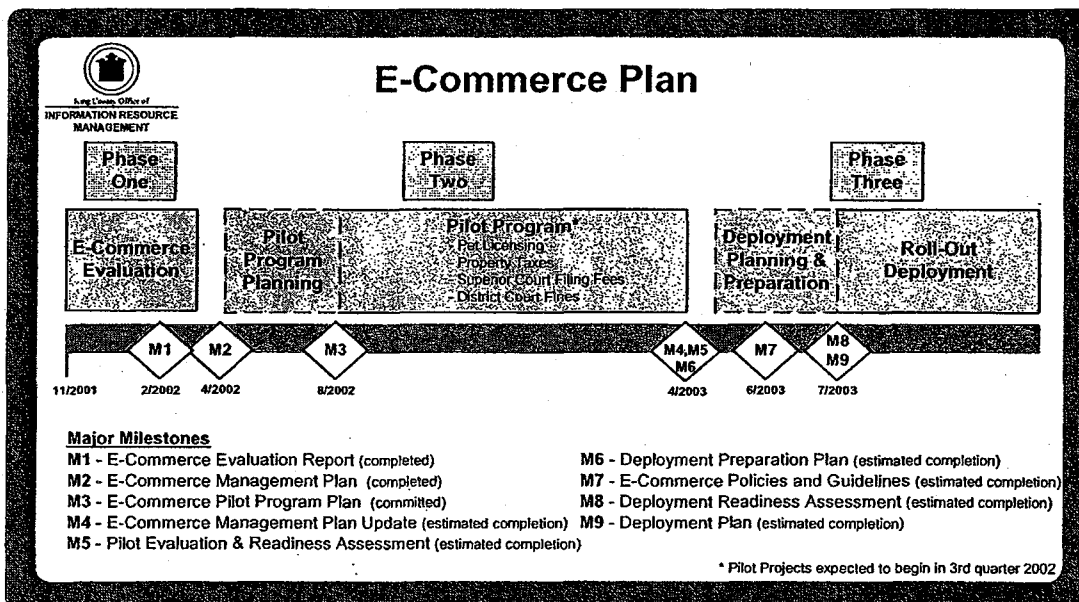 E-Commerce Plan
King County Office of
INFORMATION RESOURCE
MANAGEMENT
Phase
One
Phase
Two
Phase
Three
E-Commerce
Evaluation
Pilot
Program
Planning
Pilot Program*
- Pet Licensing
- Property Taxes
- Superior Court Filing Fees
- District Court Fines
Deployment
Planning &
Preparation
Roll-Out
Deployment
M1
M2
M3
M4,M5
M6
M7
M8
M9
11/2001
2/2002
4/2002
8/2002
4/2003
6/2003
7/2003
Major Milestones
M1 - E-Commerce Evaluation Report (completed)
M2 - E-Commerce Management Plan (completed)
M3 - E-Commerce Pilot Program Plan (committed)
M4 - E-Commerce Management Plan Update (estimated completion)
M5 - Pilot Evaluation & Readiness Assessment (estimated completion)
M6 - Deployment Preparation Plan (estimated completion)
M7 - E-Commerce Policies and Guidelines (estimated completion)
M8 - Deployment Readiness Assessment (estimated completion)
M9 - Deployment Plan (estimated completion)
* Pilot Projects expected to begin in 3rd quarter 2002